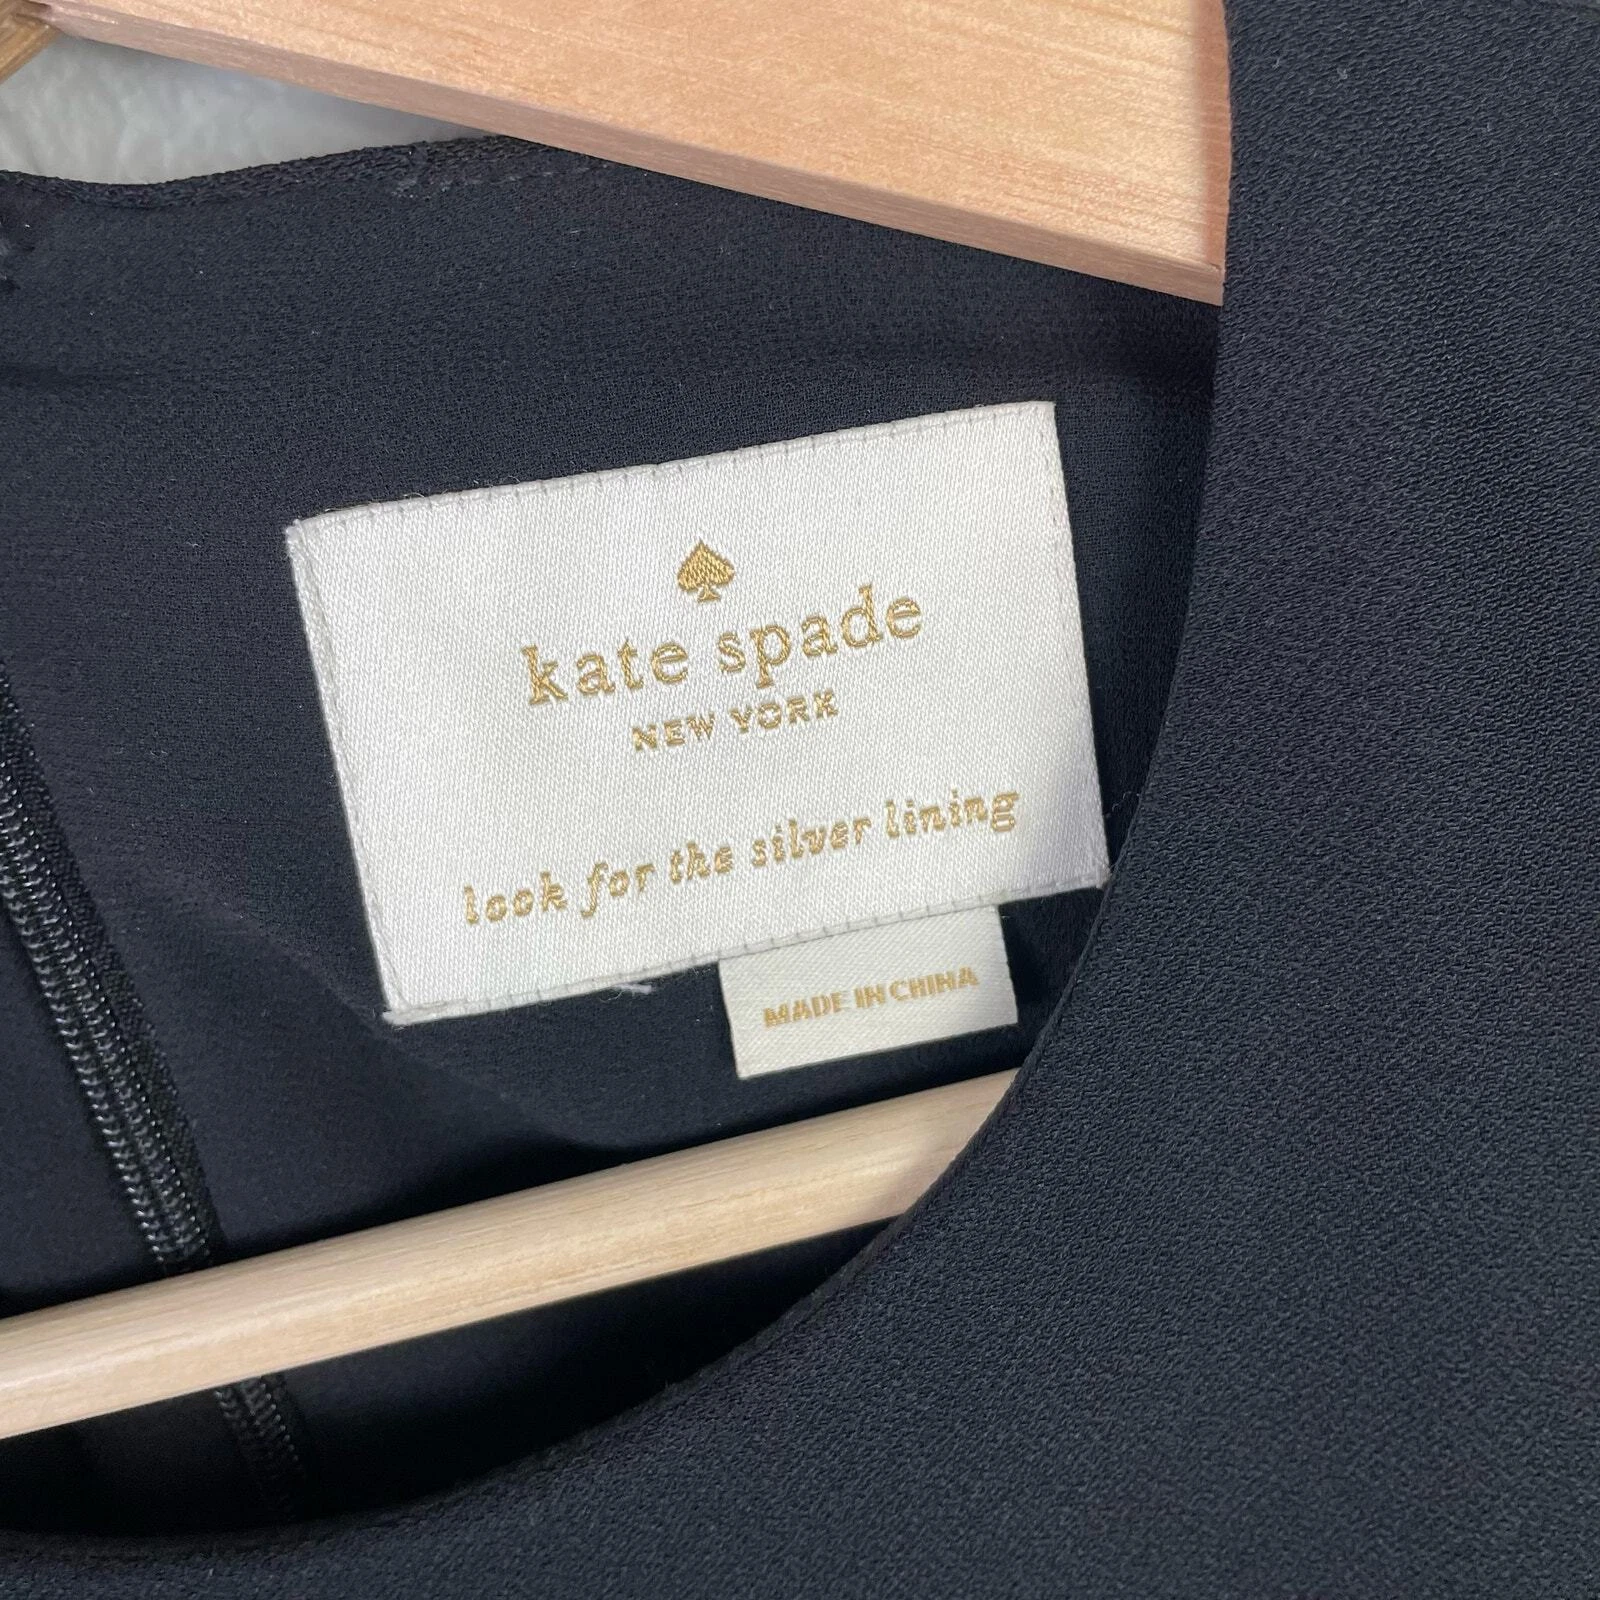 kate spade
NEW YORK
look for the silver lining
MADE IN CHINA